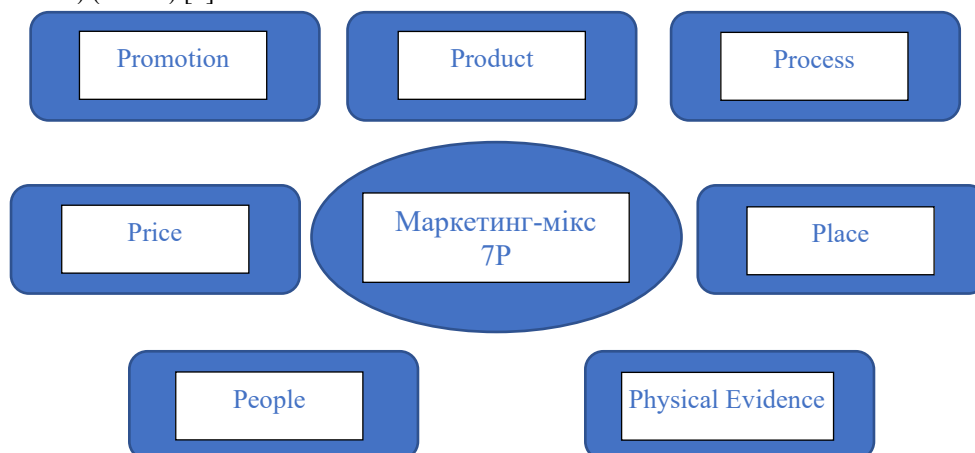 Promotion
Product
Process
Price
Маркетинг-мікс
7P
Place
People
Physical Evidence